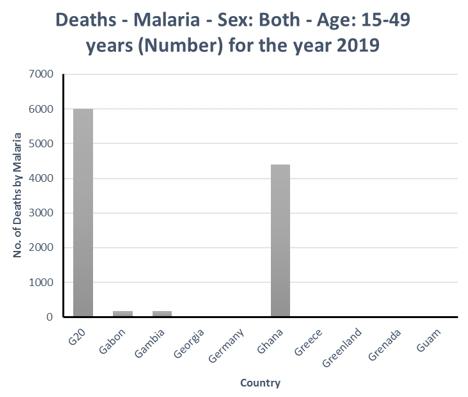 Deaths - Malaria - Sex: Both - Age: 15-49
years (Number) for the year 2019
7000
6000
5000
4000
3000
2000
1000
0
No. of Deaths by Malaria
G20
Gabon
Gambia
Georgia
Germany
Ghana
Greece
Greenland
Grenada
Guam
Country